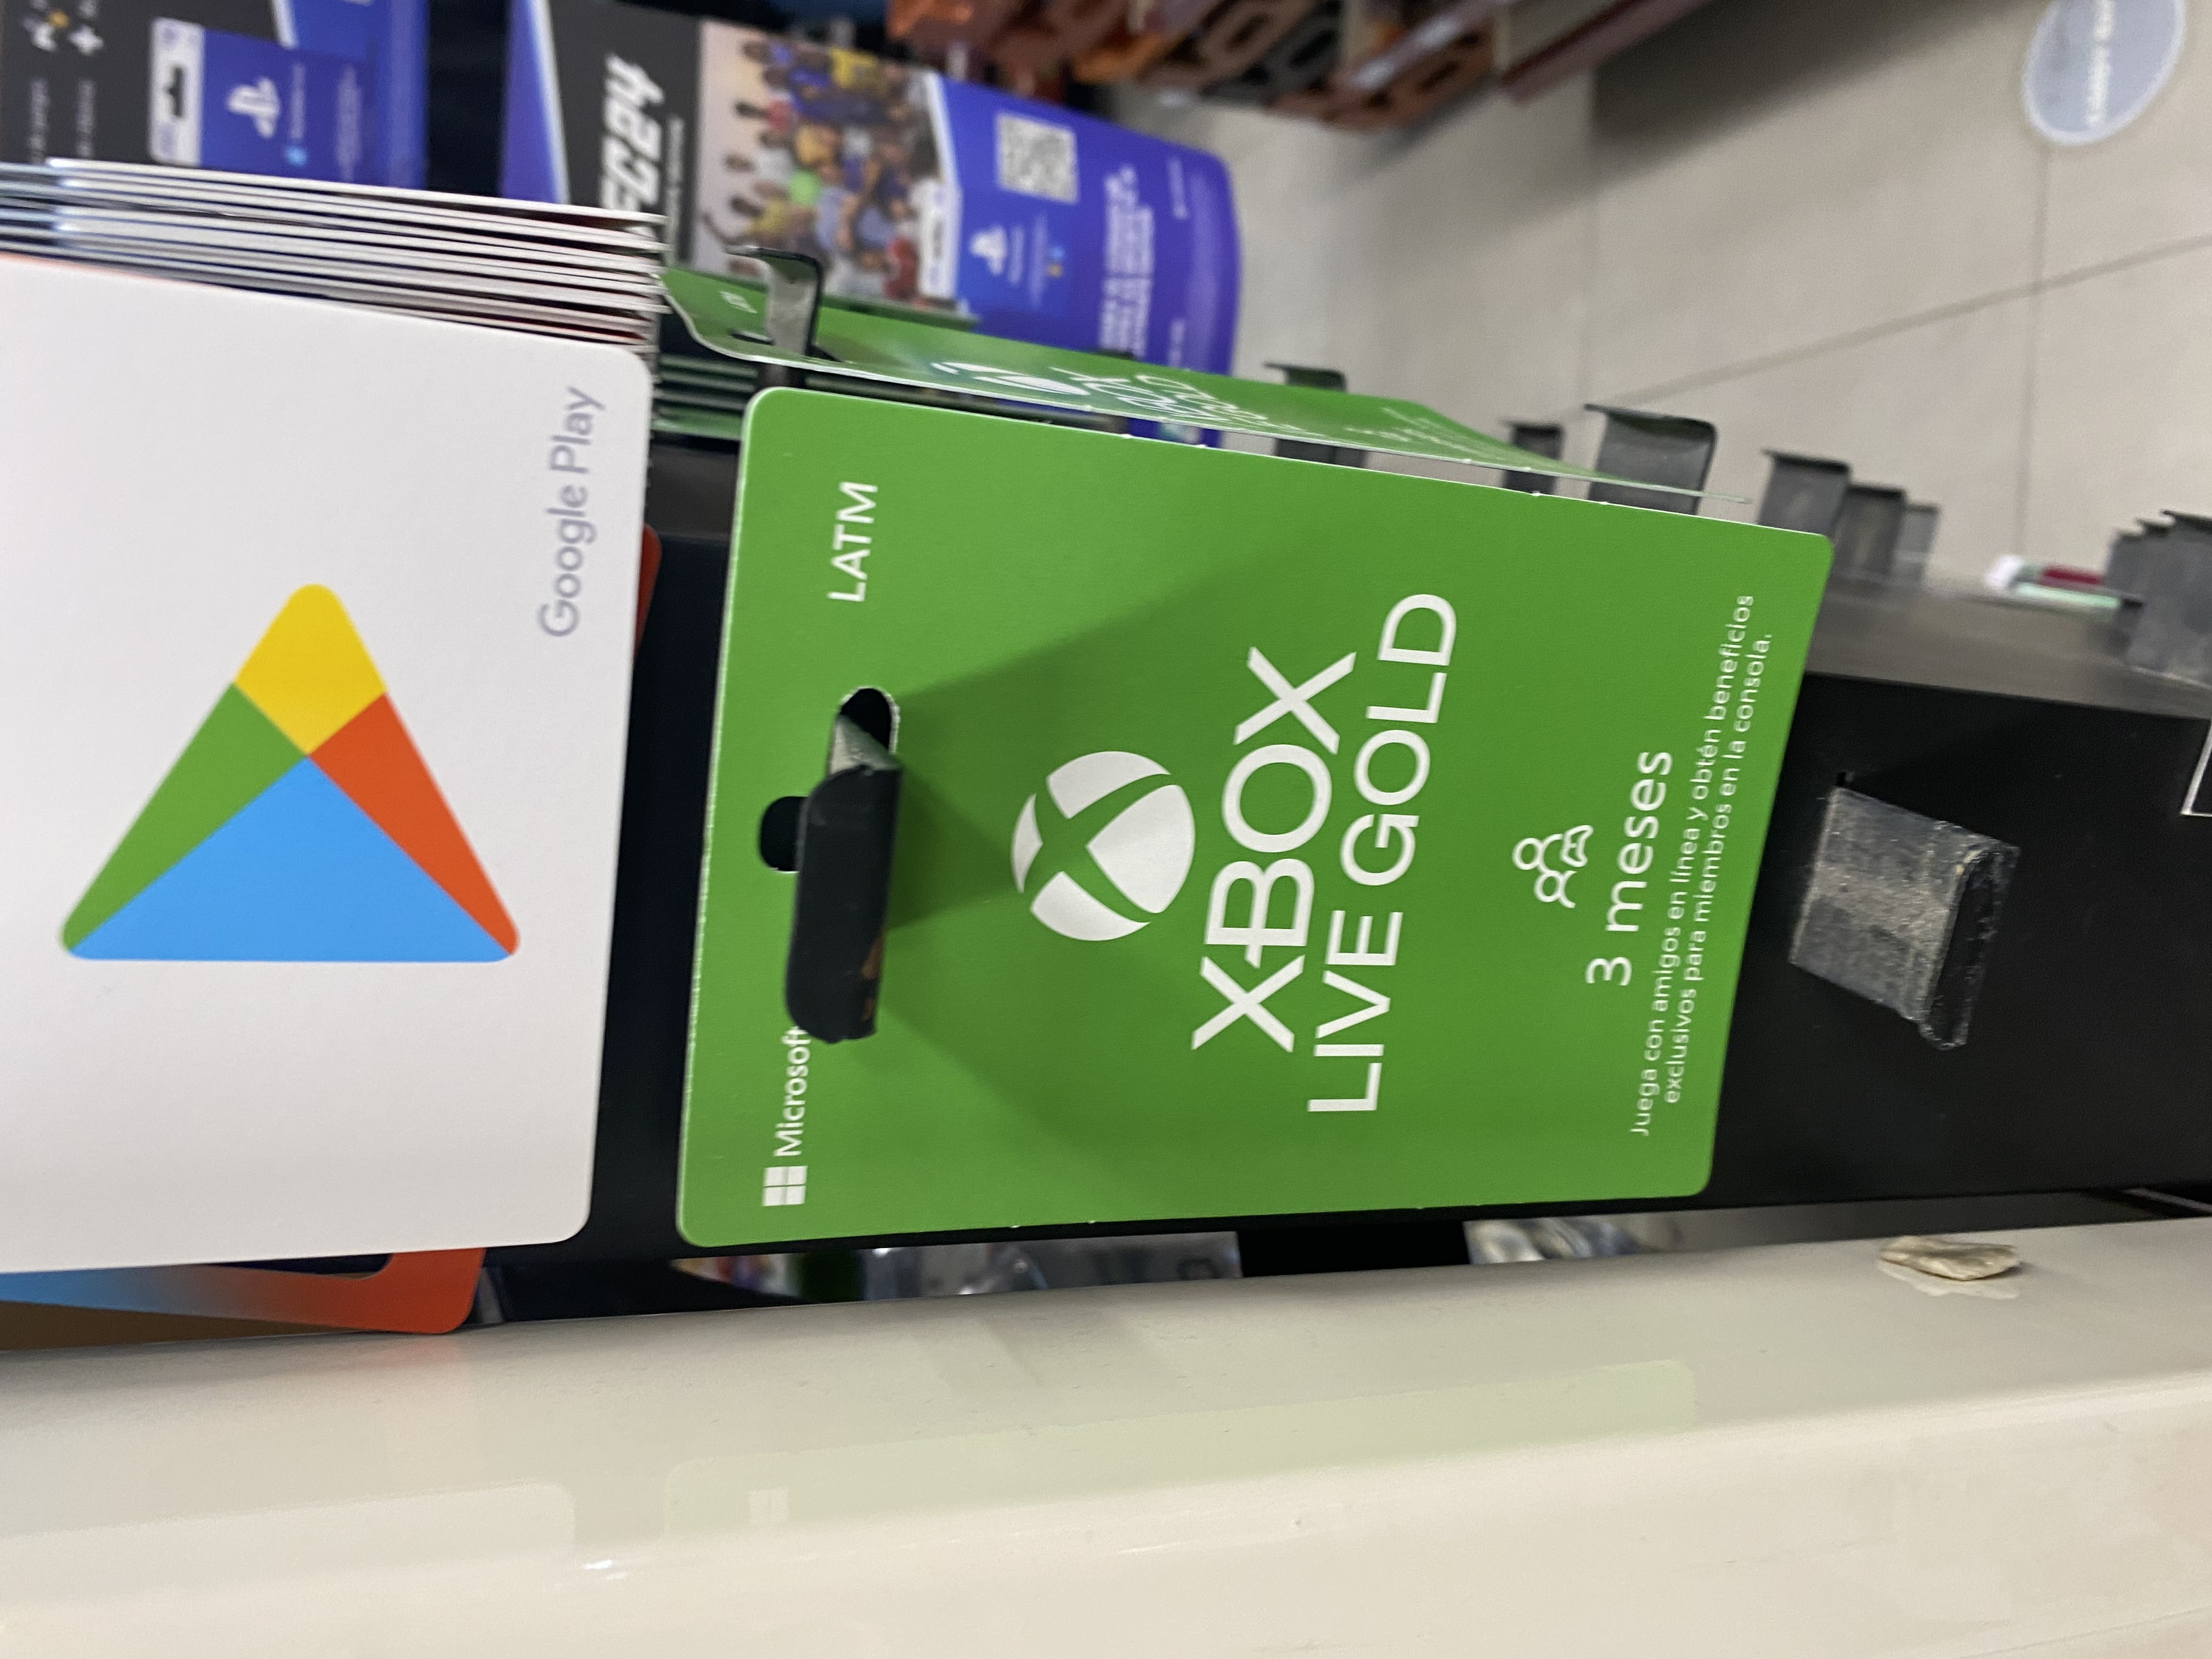 Google Play
FC24
Microsoft
LATM
XBOX
LIVE GOLD
3 meses
Juega con amigos en línea y obtén beneficios
exclusivos para miembros en la consola.